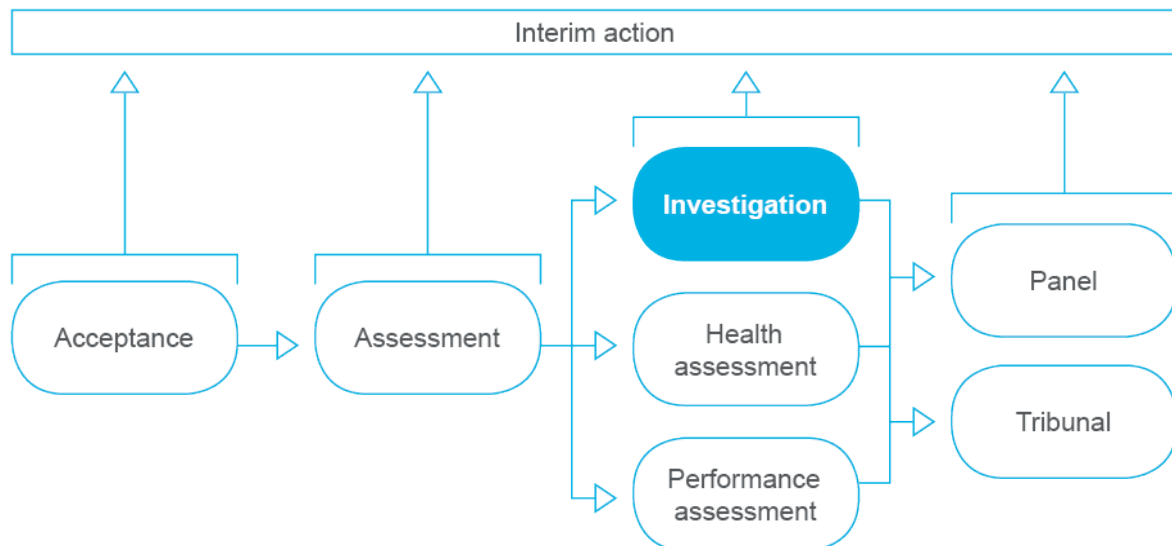 Interim action
Acceptance
Assessment
Investigation
Health
assessment
Performance
assessment
Panel
Tribunal